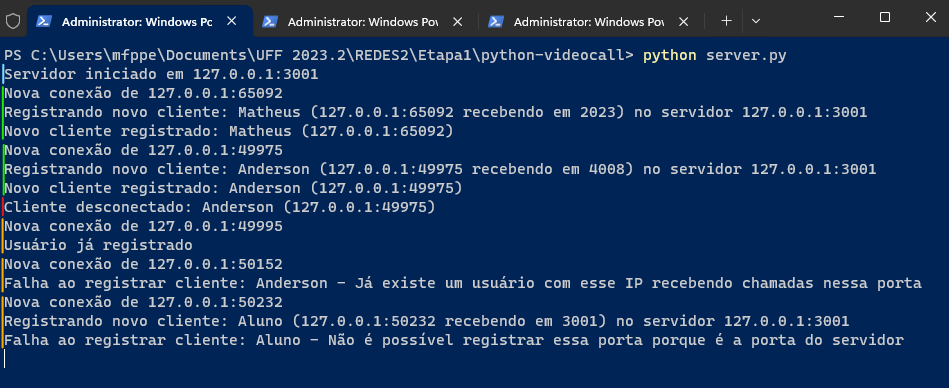 Administrator: Windows Pc
Administrator: Windows Pov
Administrator: Windows Pov
PS C:\Users\mfppe\Documents\UFF 2023.2\REDES2\Etapa1\python-videocall> python server.py
Servidor iniciado em 127.0.0.1:3001
Nova conexão de 127.0.0.1:65092
Registrando novo cliente: Matheus (127.0.0.1:65092 recebendo em 2023) no servidor 127.0.0.1:3001
Novo cliente registrado: Matheus (127.0.0.1:65092)
Nova conexão de 127.0.0.1:49975
Registrando novo cliente: Anderson (127.0.0.1:49975 recebendo em 4008) no servidor 127.0.0.1:3001
Novo cliente registrado: Anderson (127.0.0.1:49975)
Cliente desconectado: Anderson (127.0.0.1:49975)
Nova conexão de 127.0.0.1:49995
Usuário já registrado
Nova conexão de 127.0.0.1:50152
Falha ao registrar cliente: Anderson - Já existe um usuário com esse IP recebendo chamadas nessa porta
Nova conexão de 127.0.0.1:50232
Registrando novo cliente: Aluno (127.0.0.1:50232 recebendo em 3001) no servidor 127.0.0.1:3001
Falha ao registrar cliente: Aluno - Não é possível registrar essa porta porque é a porta do servidor